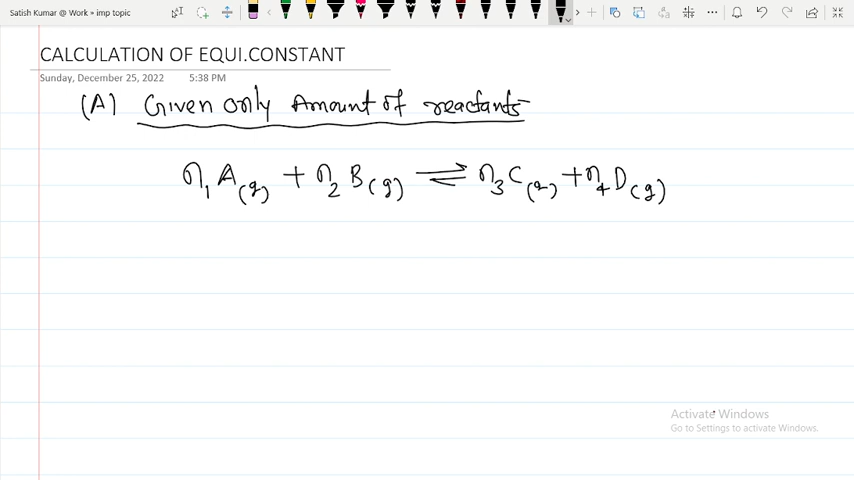 Satish Kumar @ Work » imp topic
CALCULATION OF EQUI.CONSTANT
Sunday, December 25, 2022 5:38 PM
(A) Given only Amount of reactants
n₁A(g) + n₂B(g) ⇌ n₃C(g) + n₄D(g)
Activate Windows
Go to Settings to activate Windows.